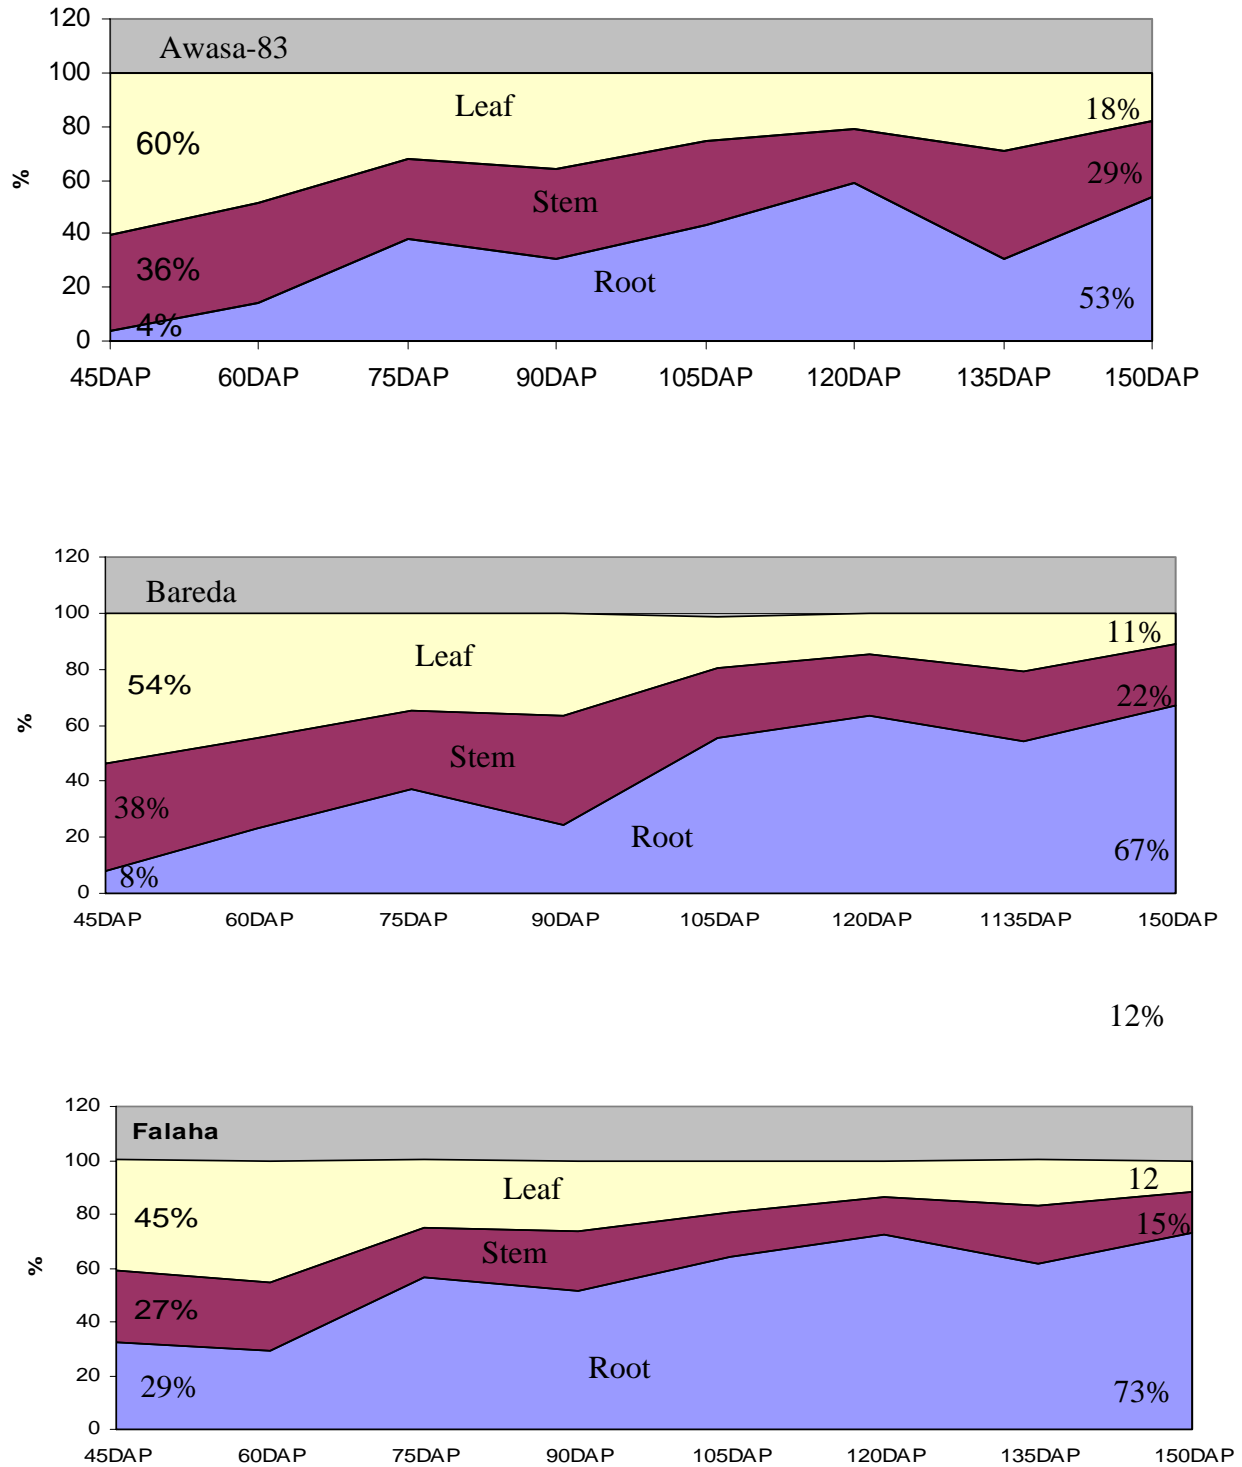 120
Awasa-83
100
Leaf
18%
80
60%
%
60
29%
Stem
40
36%
Root
53%
20
4%
0
45DAP 60DAP 75DAP 90DAP 105DAP 120DAP 135DAP 150DAP
120
Bareda
100
11%
Leaf
80
54%
22%
%
60
Stem
40
38%
Root
67%
20
8%
0
45DAP 60DAP 75DAP 90DAP 105DAP 120DAP 1135DAP 150DAP
12%
120
Falaha
100
12
Leaf
80
45%
15%
Stem
%
60
27%
40
Root
29%
73%
20
0
45DAP 60DAP 75DAP 90DAP 105DAP 120DAP 135DAP 150DAP